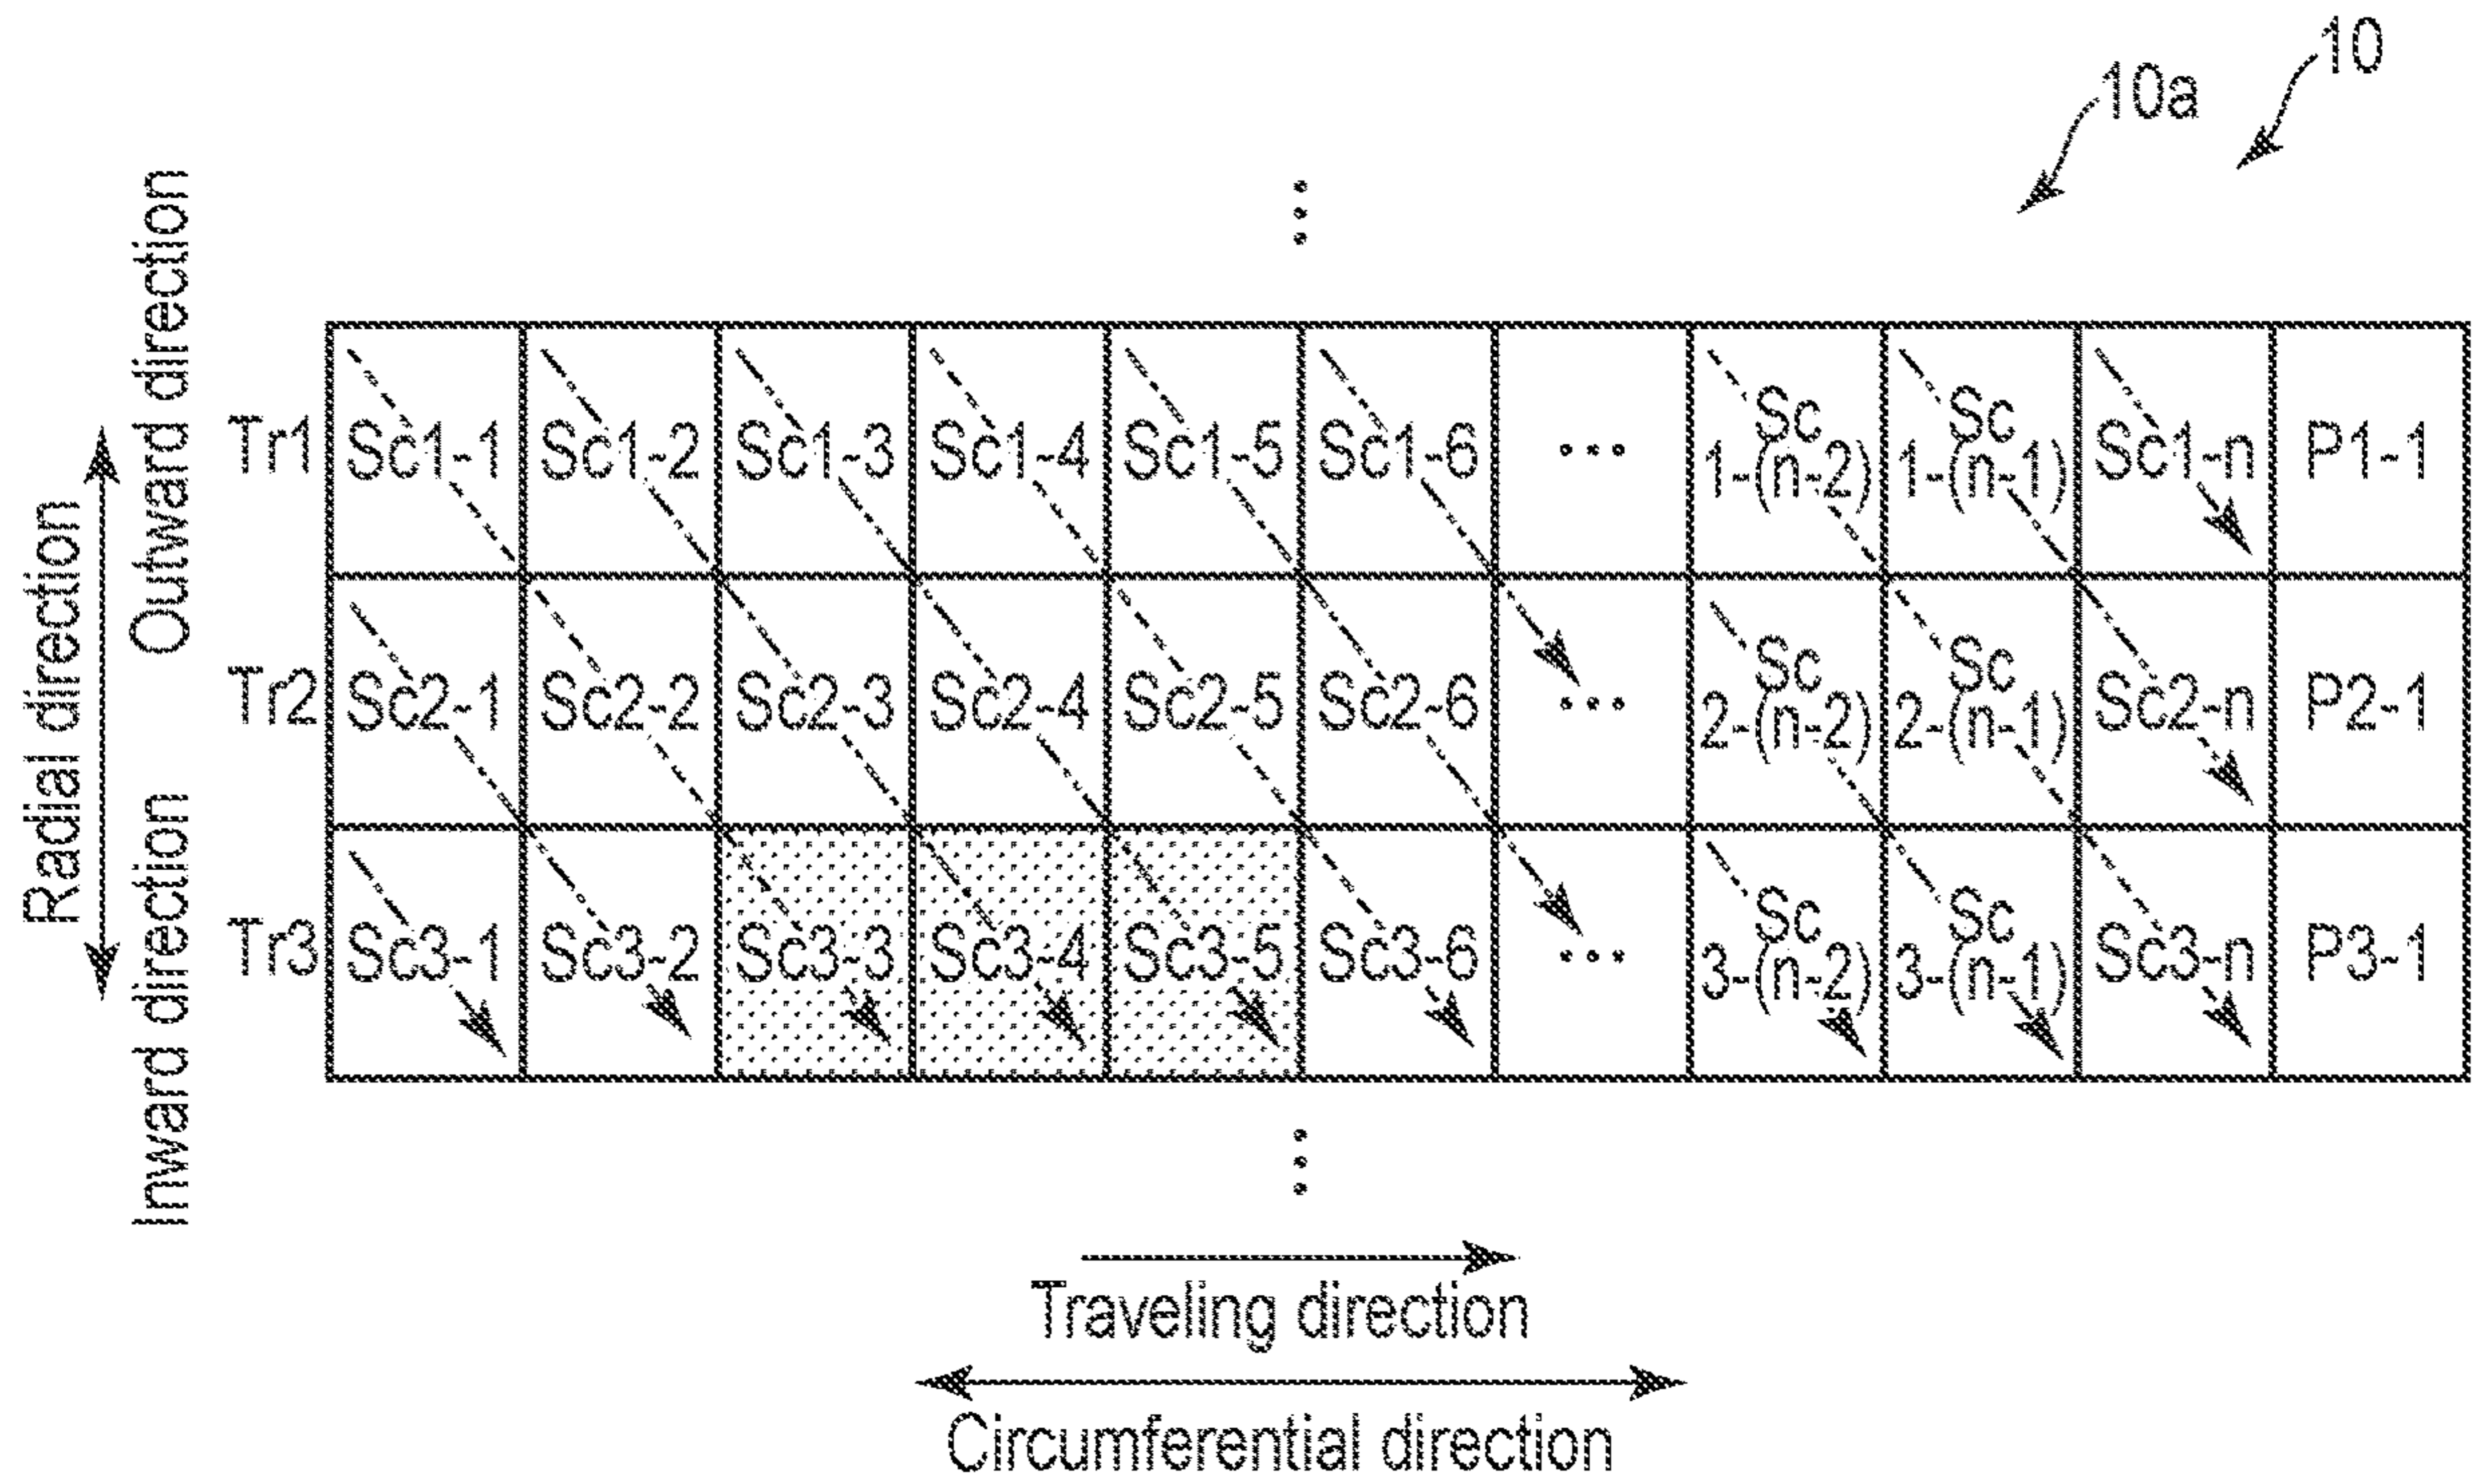 10
10a
Radial direction
Outward direction
Inward direction
Tr1 Sc1-1 Sc1-2 Sc1-3 Sc1-4 Sc1-5 Sc1-6 ... Sc 1-(n-2) Sc 1-(n-1) Sc1-n P1-1
Tr2 Sc2-1 Sc2-2 Sc2-3 Sc2-4 Sc2-5 Sc2-6 ... Sc 2-(n-2) Sc 2-(n-1) Sc2-n P2-1
Tr3 Sc3-1 Sc3-2 Sc3-3 Sc3-4 Sc3-5 Sc3-6 ... Sc 3-(n-2) Sc 3-(n-1) Sc3-n P3-1
Traveling direction
Circumferential direction